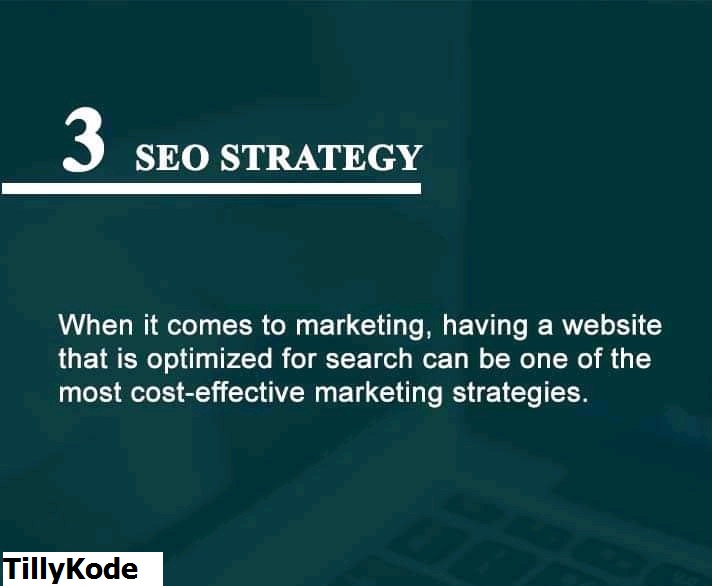 3 SEO STRATEGY
When it comes to marketing, having a website
that is optimized for search can be one of the
most cost-effective marketing strategies.
TillyKode